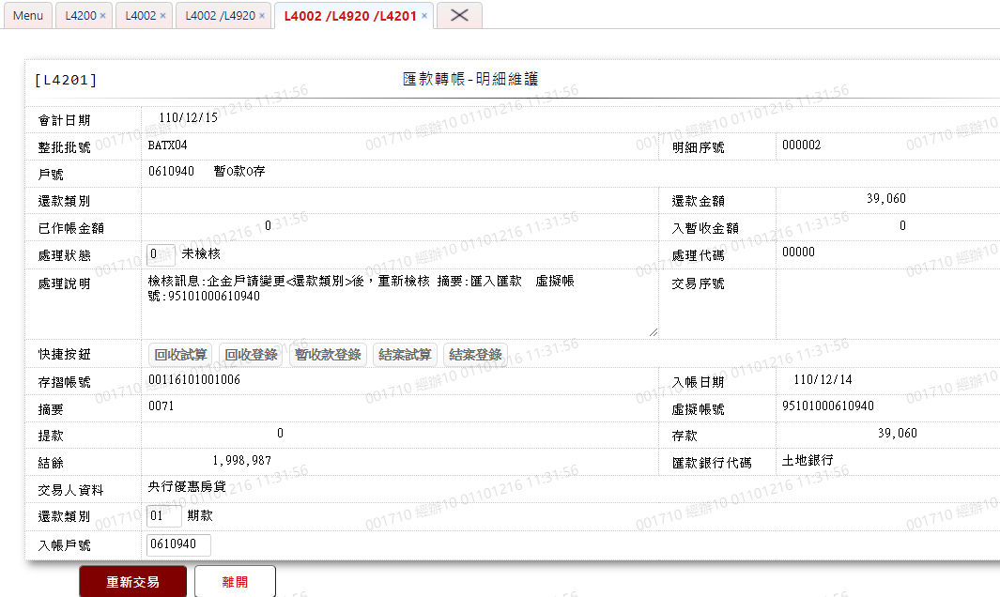 Menu L4200 × L4002 × L4002 /L4920 × L4002 /L4920 /L4201 ×
[L4201] 匯款轉帳-明細維護
會計日期 110/12/15
整批批號 BATX04 明細序號 000002
戶號 0610940 暫O款O存
還款類別 還款金額 39,060
已作帳金額 0 入暫收金額 0
處理狀態 0 未檢核 處理代碼 00000
處理說明 檢核訊息:企金戶請變更<還款類別>後，重新檢核 摘要:匯入匯款 虛擬帳 交易序號
號:95101000610940
快捷按鈕 回收試算 回收登錄 暫收款登錄 結案試算 結案登錄
存摺帳號 00116101001006 入帳日期 110/12/14
摘要 0071 虛擬帳號 95101000610940
提款 0 存款 39,060
結餘 1,998,987 匯款銀行代碼 土地銀行
交易人資料 央行優惠房貸
還款類別 01 期款
入帳戶號 0610940
重新交易 離開
001710 經辦10 01101216 11:31:56